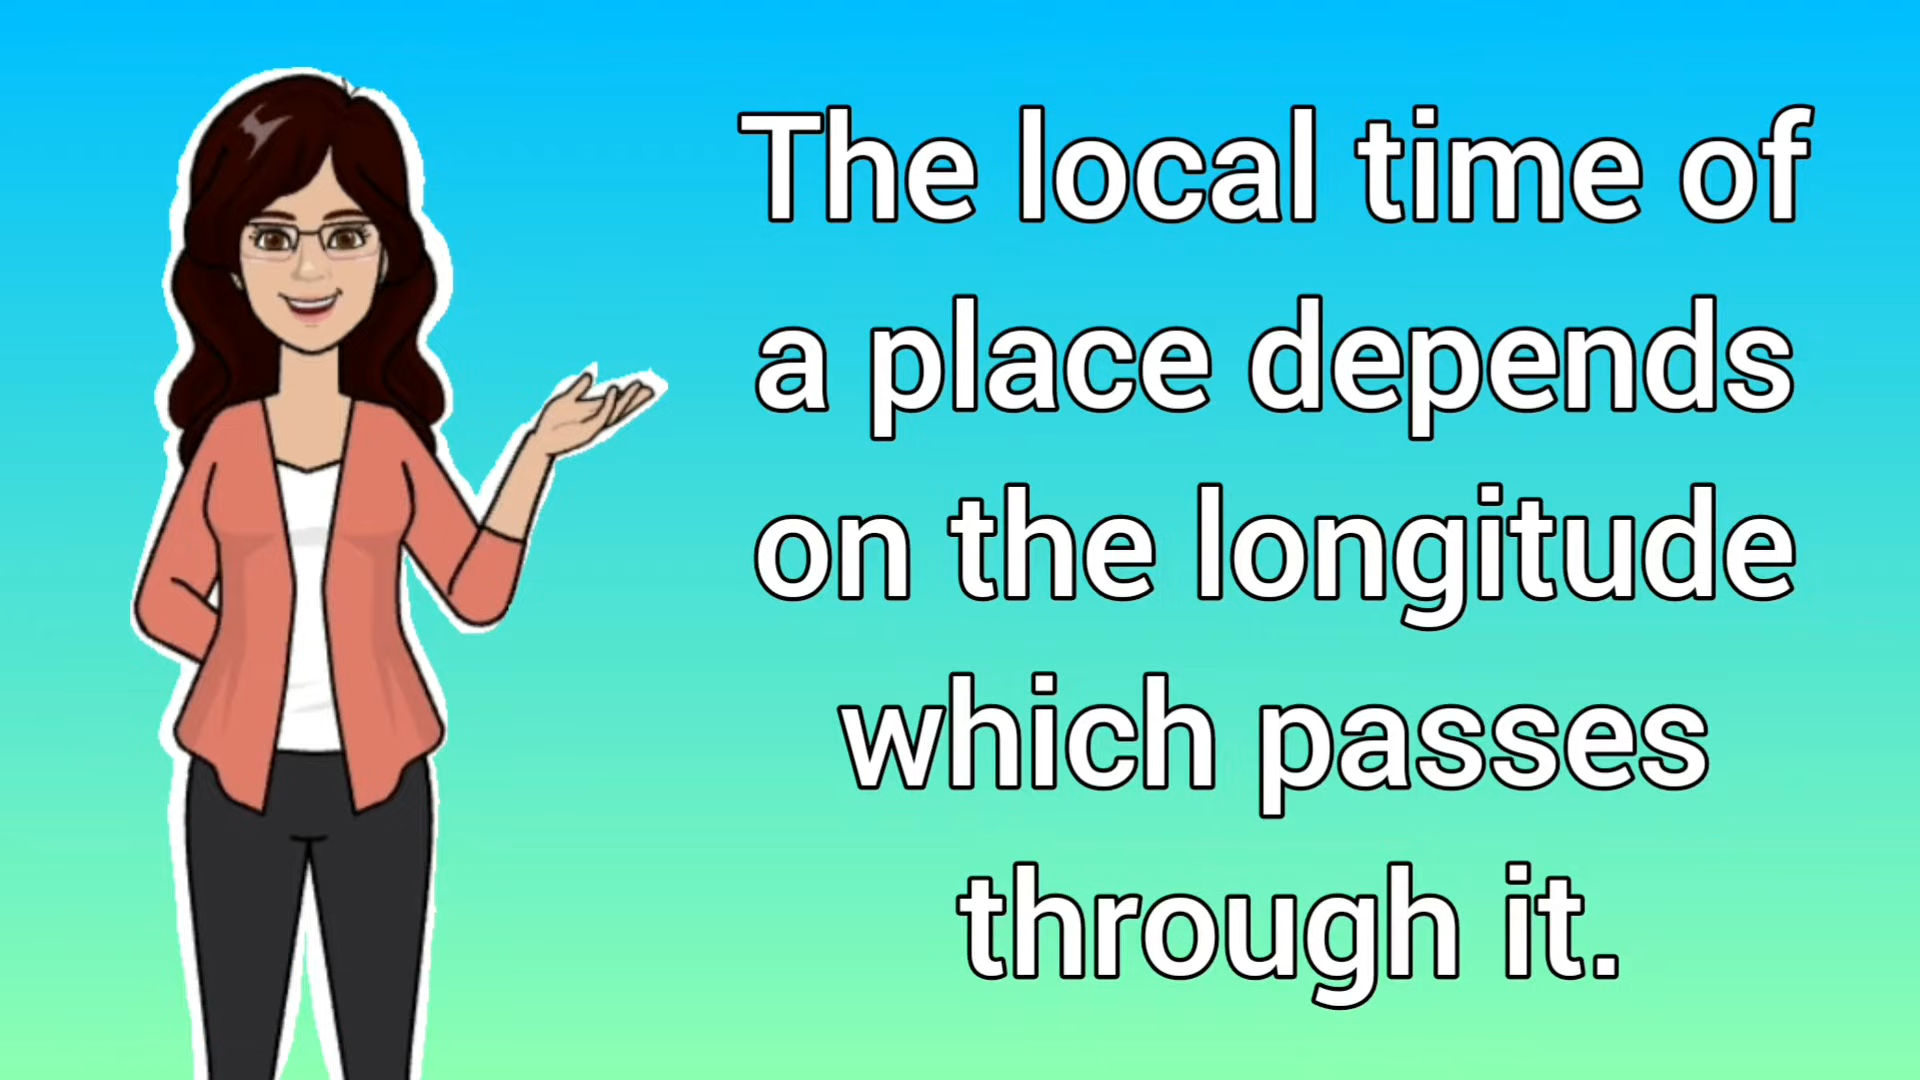 The local time of
a place depends
on the longitude
which passes
through it.